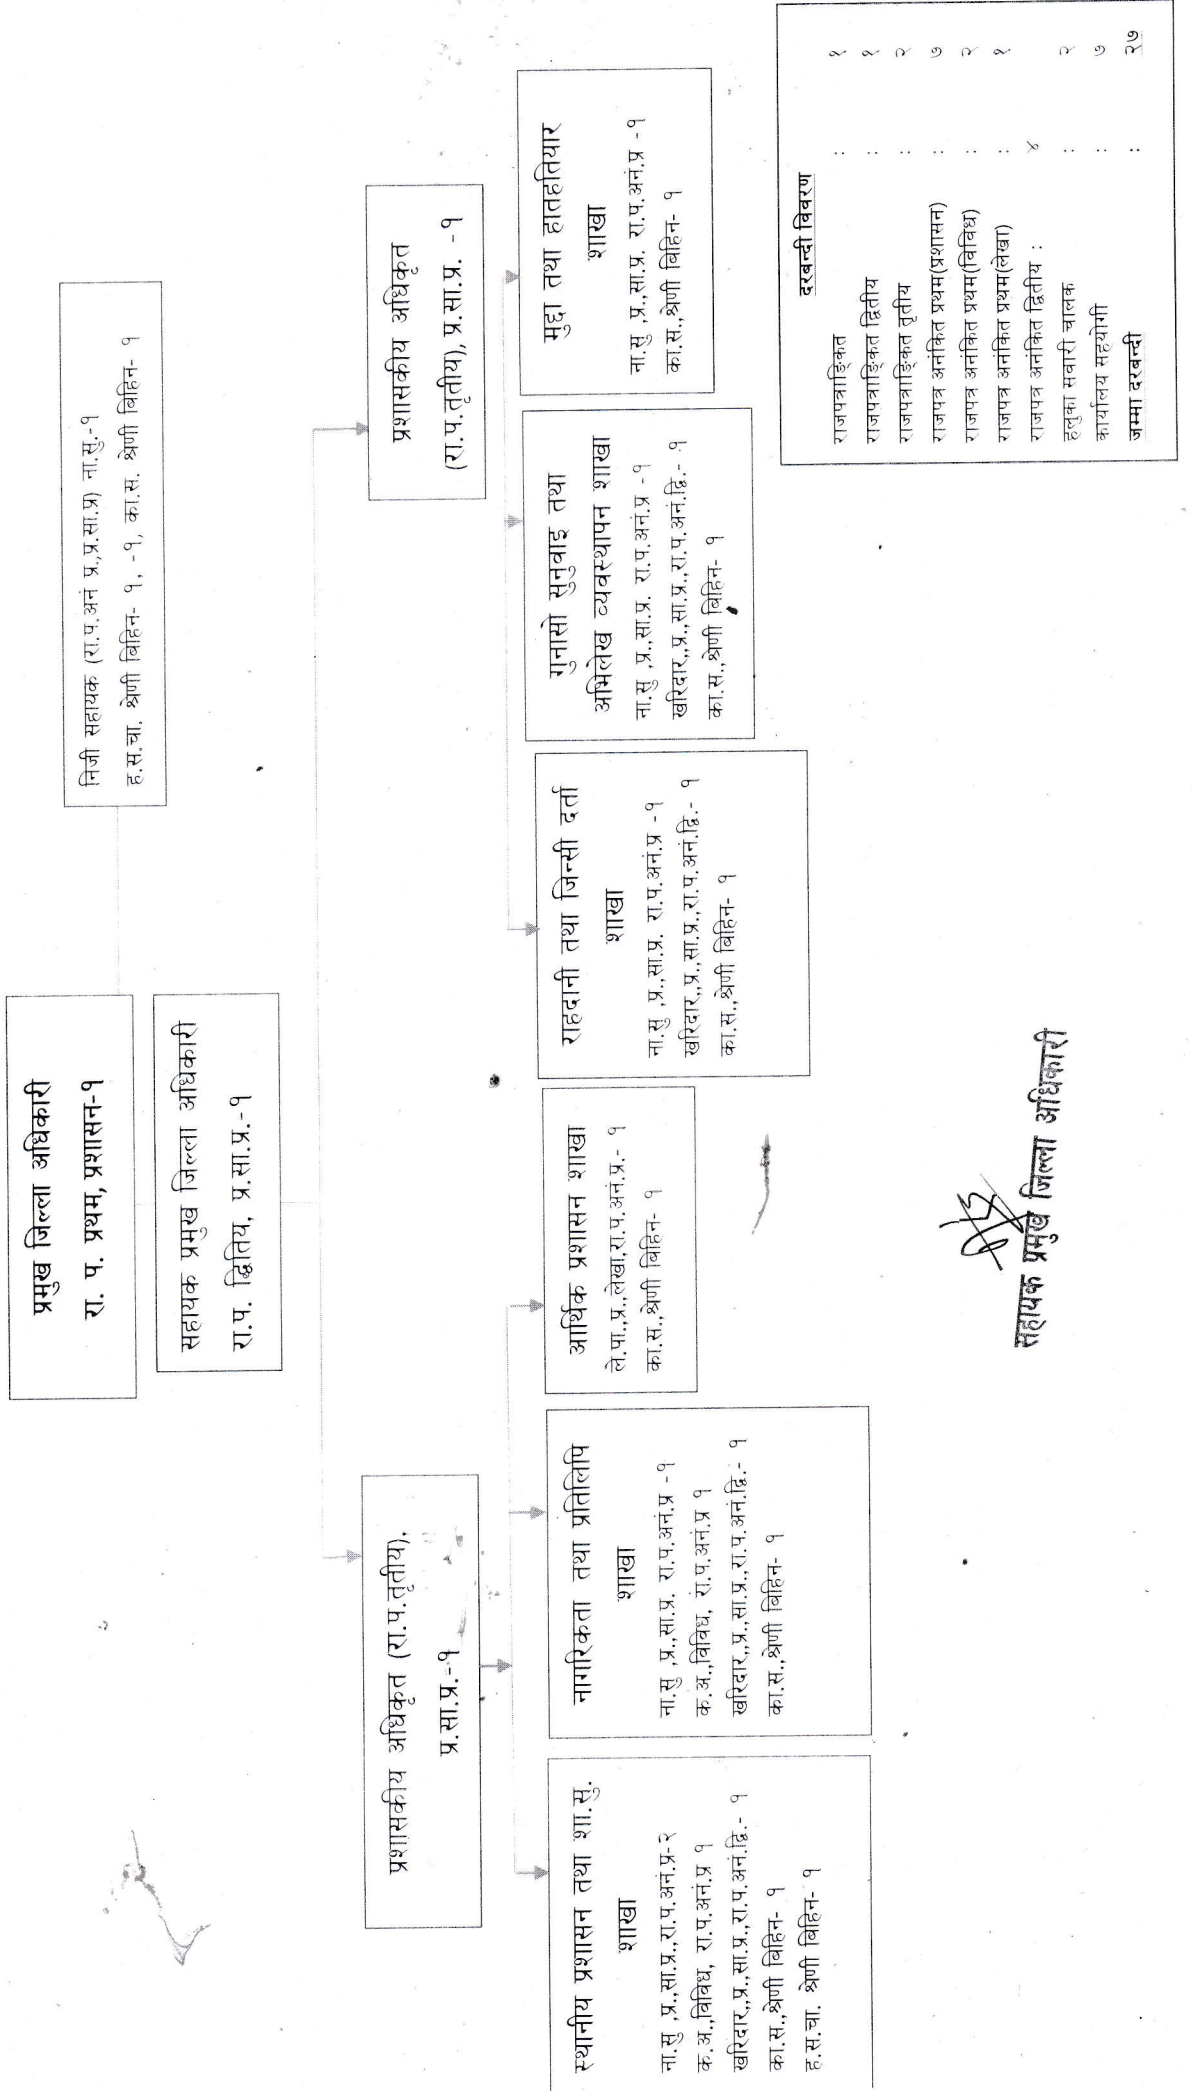 प्रमुख जिल्ला अधिकारी
रा. प. प्रथम, प्रशासन-१
सहायक प्रमुख जिल्ला अधिकारी
रा.प. द्धितिय, प्र.सा.प्र.-१
निजी सहायक (रा.प.अनं प्र.,प्र.सा.प्र) ना.सु.-१
ह.स.चा. श्रेणी बिहिन- १, -१, का.स. श्रेणी बिहिन- १
प्रशासकीय अधिकृत (रा.प.तृतीय),
प्र.सा.प्र.-१
प्रशासकीय अधिकृत
(रा.प.तृतीय), प्र.सा.प्र. -१
स्थानीय प्रशासन तथा शा.सु.
शाखा
ना.सु ,प्र.,सा.प्र.,रा.प.अनं.प्र-२
क.अ.,विविध, रा.प.अनं.प्र १
खरिदार,,प्र.,सा.प्र.,रा.प.अनं.द्वि.- १
का.स.,श्रेणी बिहिन- १
ह.स.चा. श्रेणी बिहिन- १
नागरिकता तथा प्रतिलिपि
शाखा
ना.सु ,प्र.,सा.प्र. रा.प.अनं.प्र -१
क.अ.,विविध, रा.प.अनं.प्र १
खरिदार,,प्र.,सा.प्र.,रा.प.अनं.द्वि.- १
का.स.,श्रेणी बिहिन- १
आर्थिक प्रशासन शाखा
ले.पा.,प्र.,लेखा,रा.प.अनं.प्र.- १
का.स.,श्रेणी बिहिन- १
राहदानी तथा जिन्सी दर्ता
शाखा
ना.सु ,प्र.,सा.प्र. रा.प.अनं.प्र -१
खरिदार,,प्र.,सा.प्र.,रा.प.अनं.द्वि.- १
का.स.,श्रेणी बिहिन- १
गुनासो सुनुवाइ तथा
अभिलेख व्यवस्थापन शाखा
ना.सु ,प्र.,सा.प्र. रा.प.अनं.प्र -१
खरिदार,,प्र.,सा.प्र.,रा.प.अनं.द्वि.- १
का.स.,श्रेणी बिहिन- १
मुद्दा तथा हातहतियार
शाखा
ना.सु ,प्र.,सा.प्र. रा.प.अनं.प्र -१
का.स.,श्रेणी बिहिन- १
दरबन्दी विवरण
राजपत्राङ्कित : १
राजपत्राङ्कित द्वितीय : १
राजपत्राङ्कित तृतीय : २
राजपत्र अनंकित प्रथम(प्रशासन) : ७
राजपत्र अनंकित प्रथम(विविध) : २
राजपत्र अनंकित प्रथम(लेखा) : १
राजपत्र अनंकित द्वितीय : ४
हलुका सवारी चालक : २
कार्यालय सहयोगी : ७
जम्मा दरबन्दी : २७
सहायक प्रमुख जिल्ला अधिकारी